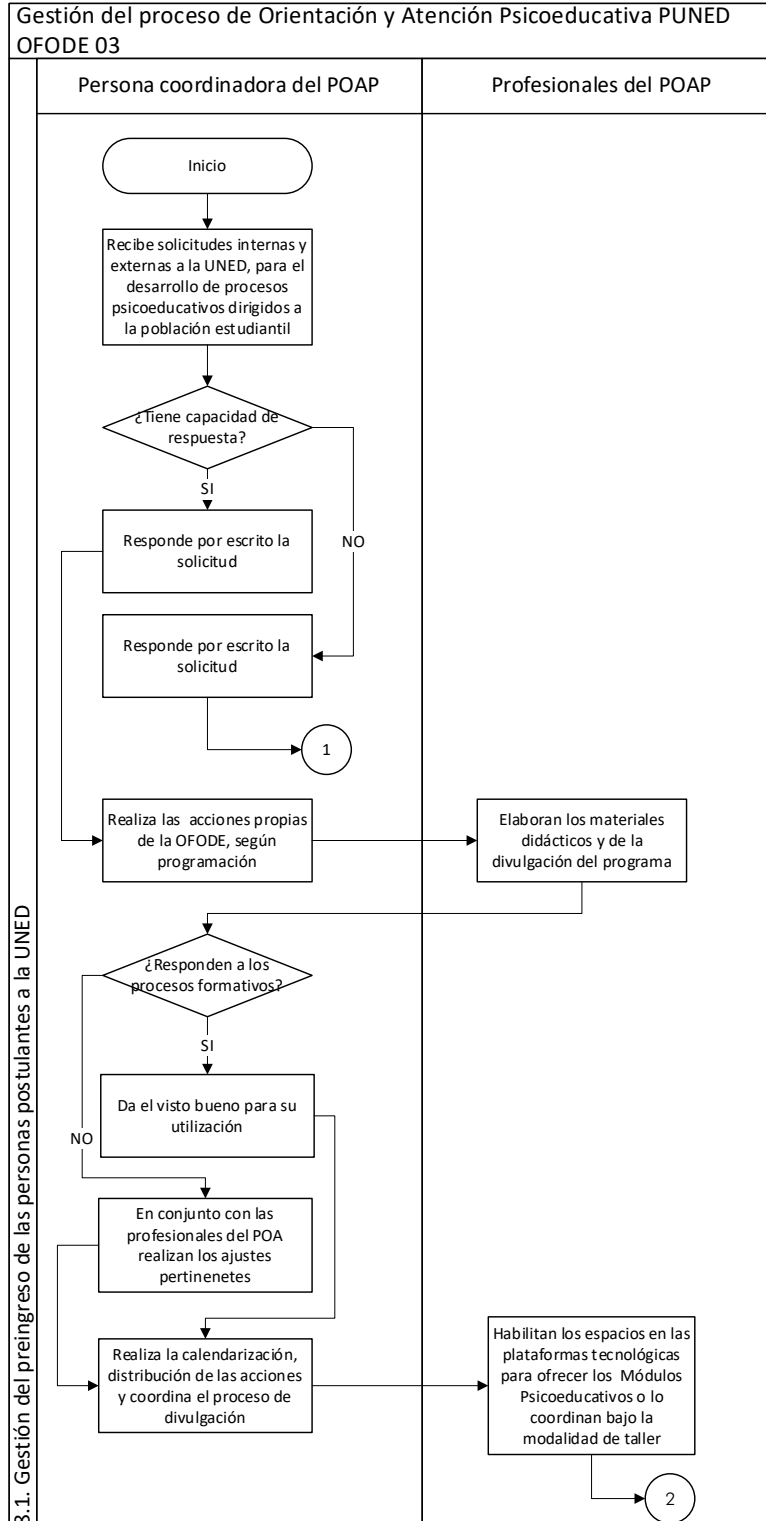 Gestión del proceso de Orientación y Atención Psicoeducativa PUNED
OFODE 03
Persona coordinadora del POAP
Profesionales del POAP
Inicio
Recibe solicitudes internas y
externas a la UNED, para el
desarrollo de procesos
psicoeducativos dirigidos a
la población estudiantil
¿Tiene capacidad de
respuesta?
SI
NO
Responde por escrito la
solicitud
Responde por escrito la
solicitud
1
Realiza las acciones propias
de la OFODE, según
programación
Elaboran los materiales
didácticos y de la
divulgación del programa
¿Responden a los
procesos formativos?
SI
NO
Da el visto bueno para su
utilización
En conjunto con las
profesionales del POA
realizan los ajustes
pertinenetes
Realiza la calendarización,
distribución de las acciones
y coordina el proceso de
divulgación
Habilitan los espacios en las
plataformas tecnológicas
para ofrecer los Módulos
Psicoeducativos o lo
coordinan bajo la
modalidad de taller
2
3.1. Gestión del preingreso de las personas postulantes a la UNED